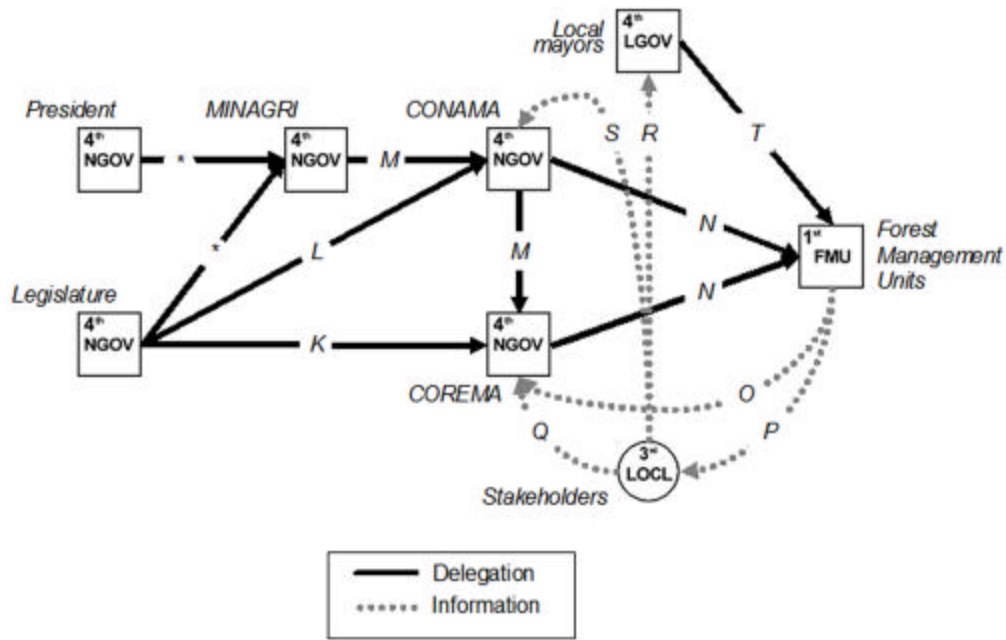 Local
mayors
4th
LGOV
President
MINAGRI
CONAMA
4th
NGOV
*
4th
NGOV
M
4th
NGOV
S
R
T
*
L
M
N
N
1st
FMU
Forest
Management
Units
Legislature
4th
NGOV
K
4th
NGOV
COREMA
O
Q
P
3rd
LOCL
Stakeholders
Delegation
Information